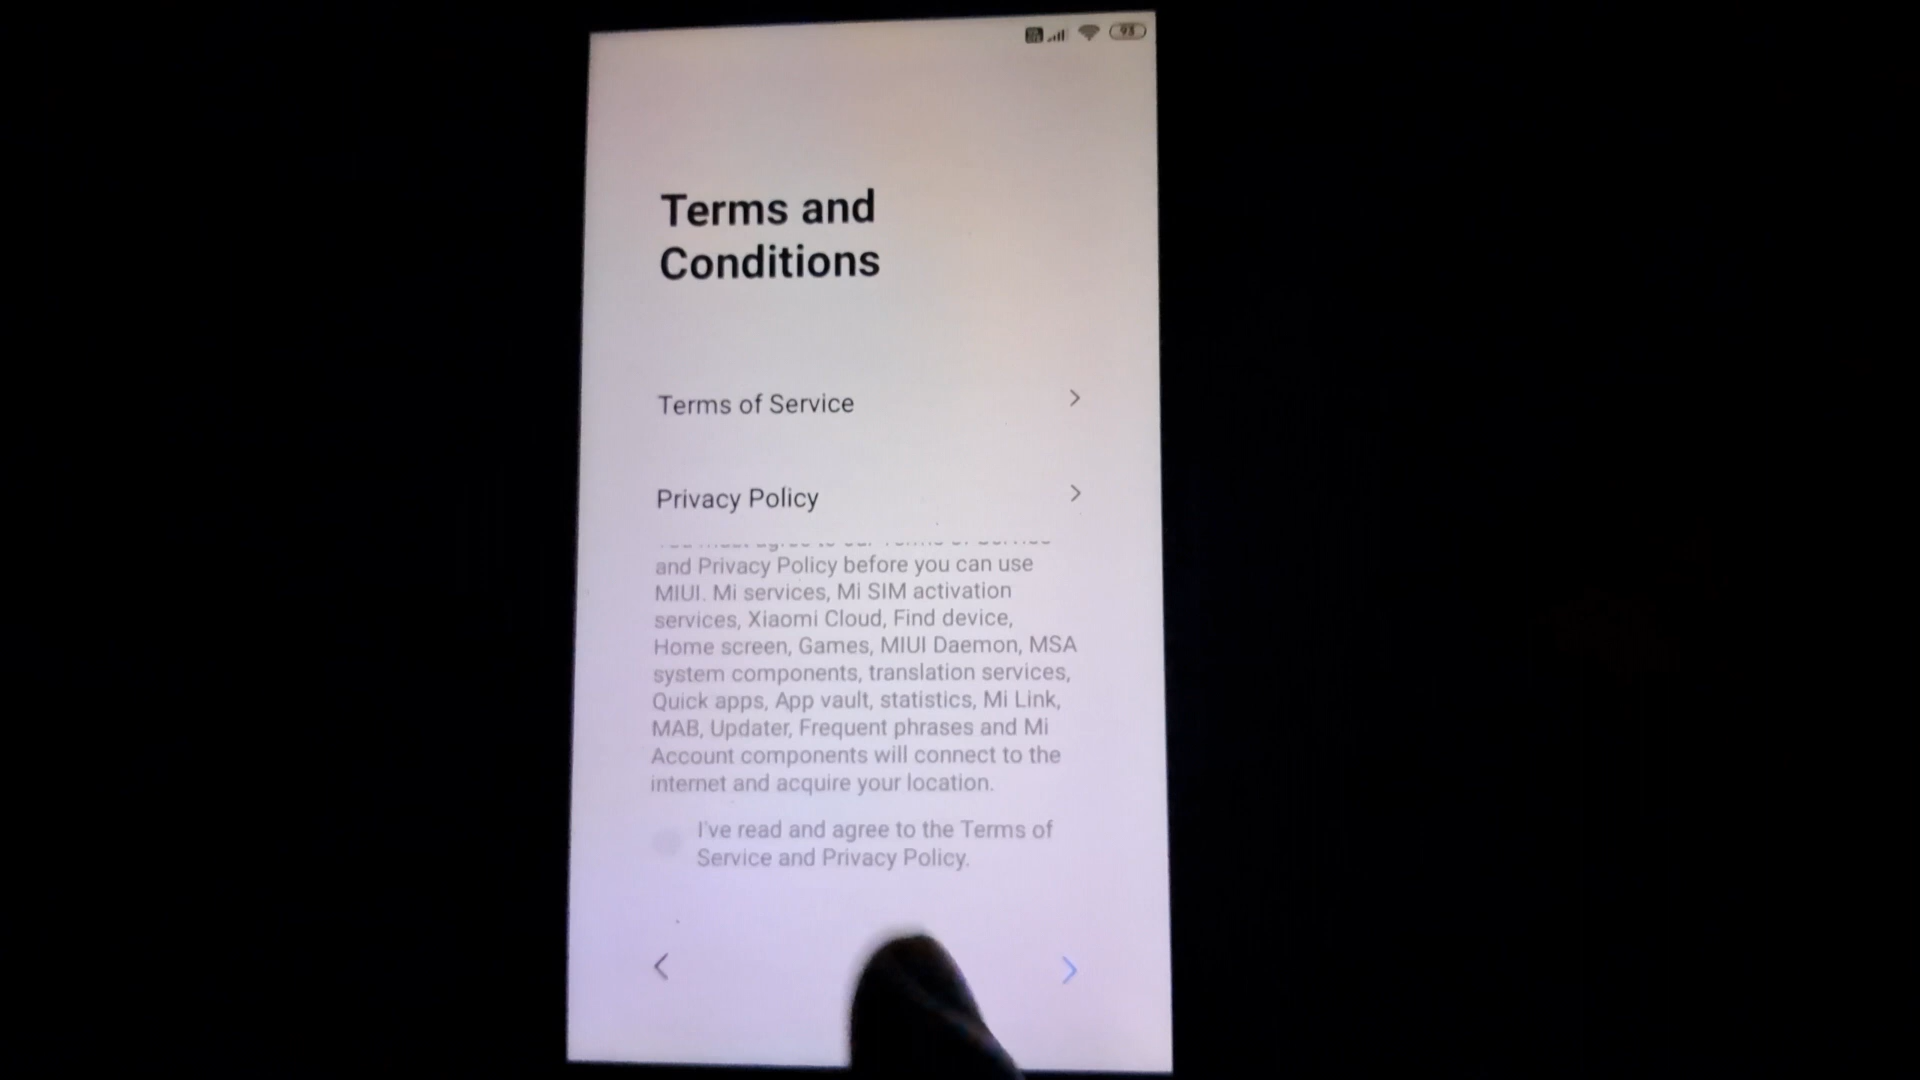 93
Terms and
Conditions
Terms of Service
Privacy Policy
and Privacy Policy before you can use
MIUI. Mi services, Mi SIM activation
services, Xiaomi Cloud, Find device,
Home screen, Games, MIUI Daemon, MSA
system components, translation services,
Quick apps, App vault, statistics, Mi Link,
MAB, Updater, Frequent phrases and Mi
Account components will connect to the
internet and acquire your location.
I've read and agree to the Terms of
Service and Privacy Policy.